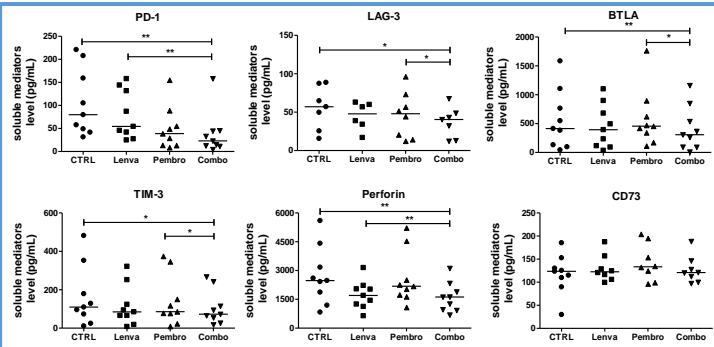 PD-1
soluble mediators
level (pg/mL)
250
200
150
100
50
0
**
**
CTRL
Lenva
Pembro
Combo
LAG-3
soluble mediators
level (pg/mL)
150
100
50
0
*
*
CTRL
Lenva
Pembro
Combo
BTLA
soluble mediators
level (pg/mL)
2000
1500
1000
500
0
**
*
CTRL
Lenva
Pembro
Combo
TIM-3
soluble mediators
level (pg/mL)
600
400
200
0
*
*
CTRL
Lenva
Pembro
Combo
Perforin
soluble mediators
level (pg/mL)
6000
4500
3000
1500
0
**
**
CTRL
Lenva
Pembro
Combo
CD73
soluble mediators
level (pg/mL)
250
200
150
100
50
0
CTRL
Lenva
Pembro
Combo